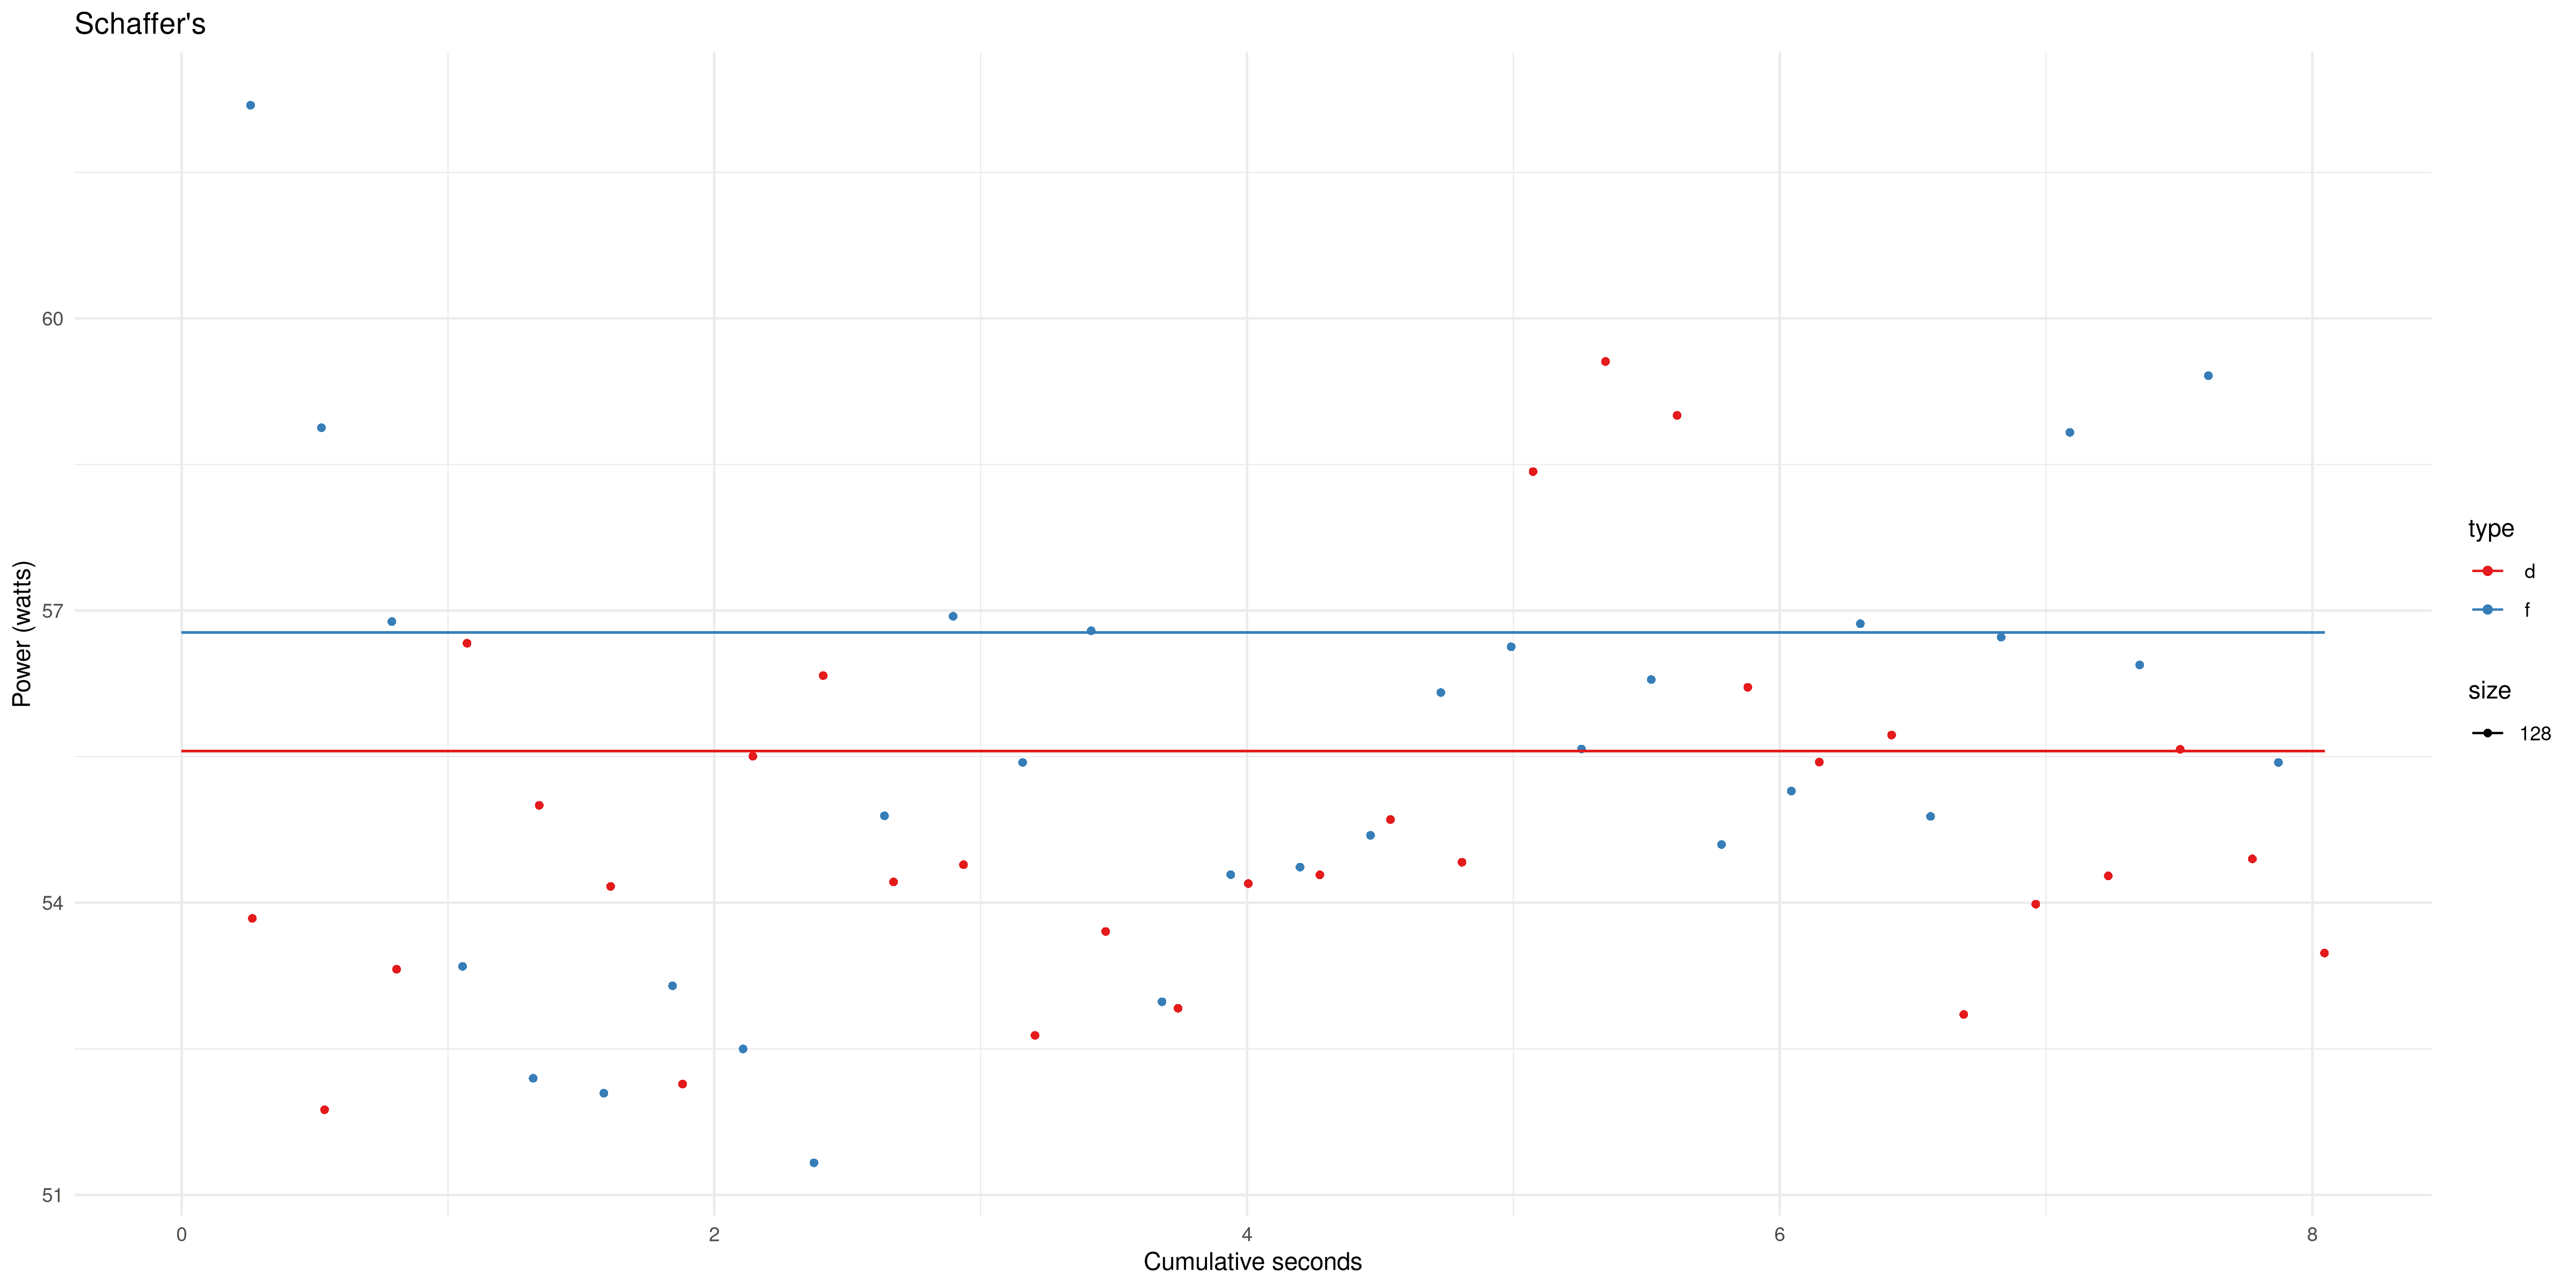 Schaffer's
Power (watts)
60
57
54
51
0 2 4 6 8
Cumulative seconds
type
d
f
size
128